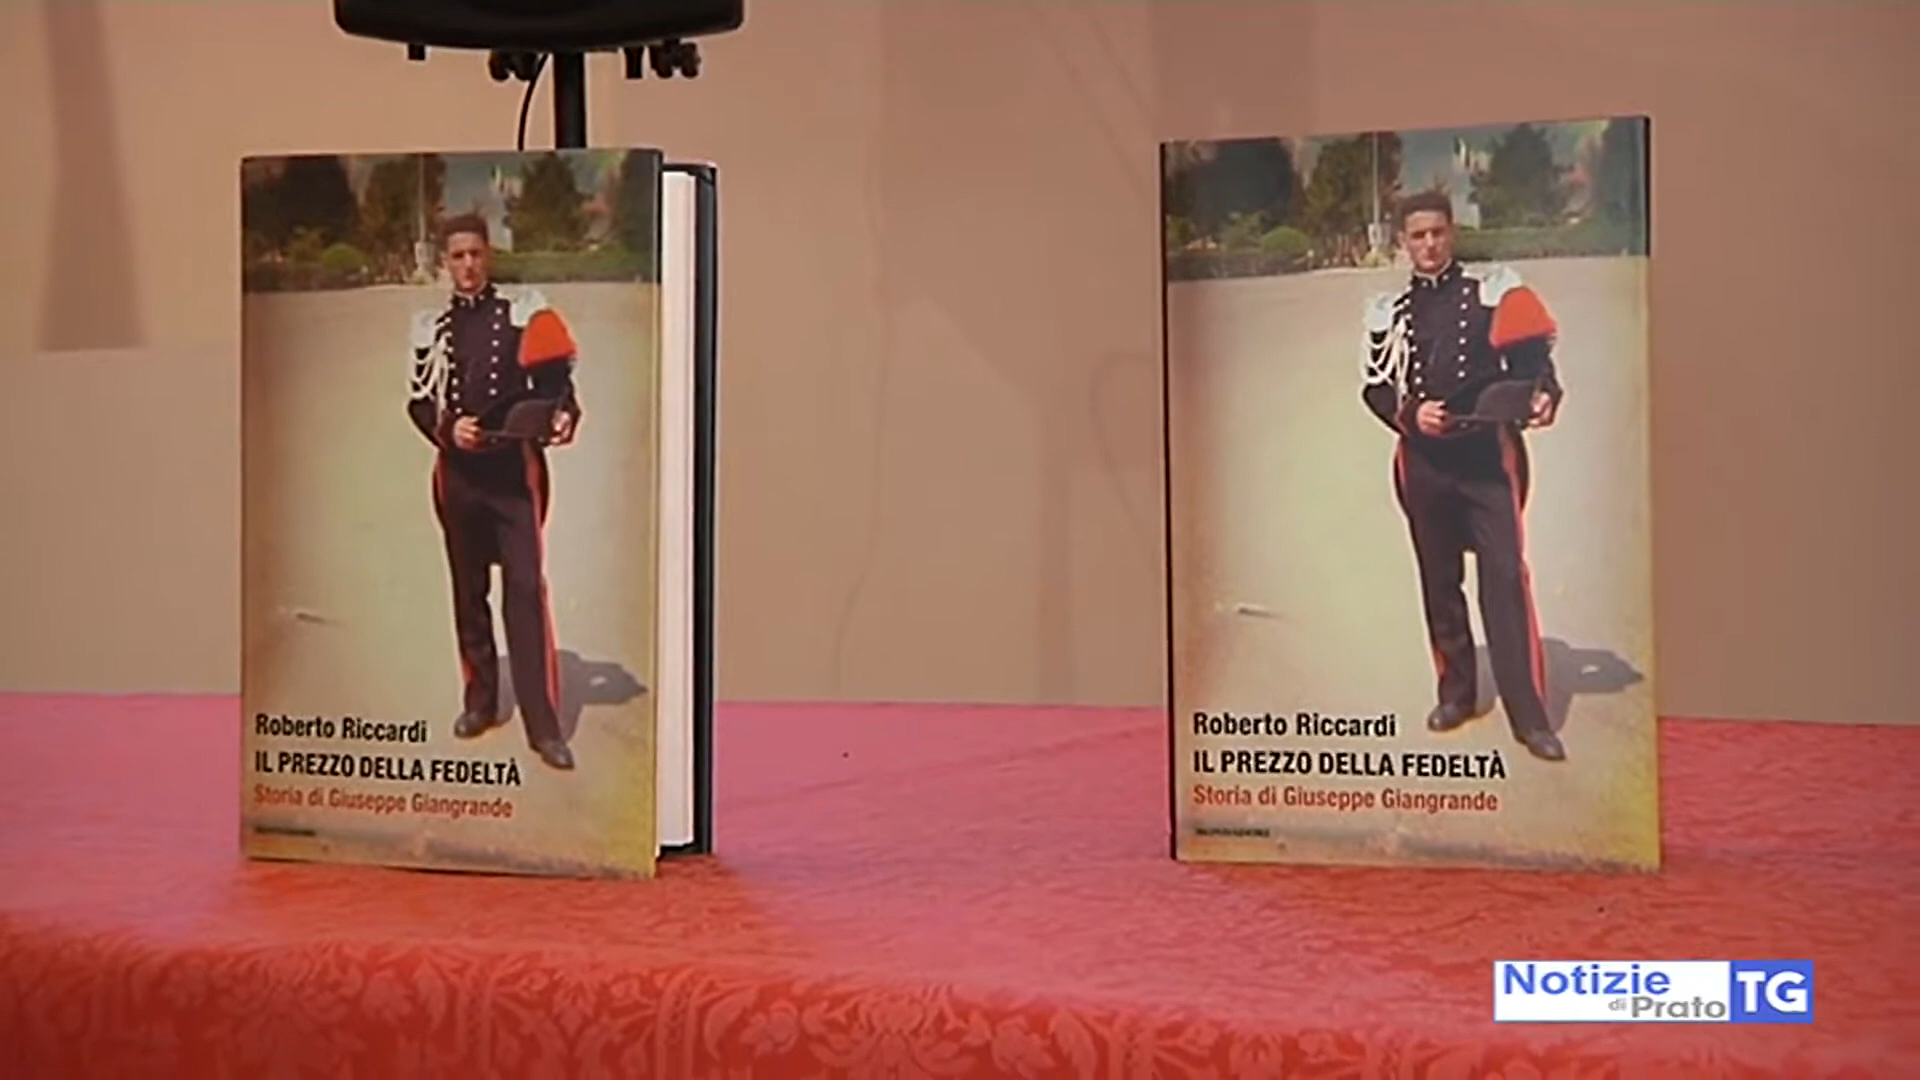 Roberto Riccardi
IL PREZZO DELLA FEDELTÀ
Storia di Giuseppe Giangrande
Roberto Riccardi
IL PREZZO DELLA FEDELTÀ
Storia di Giuseppe Giangrande
MONDADORI
Notizie
di Prato
TG